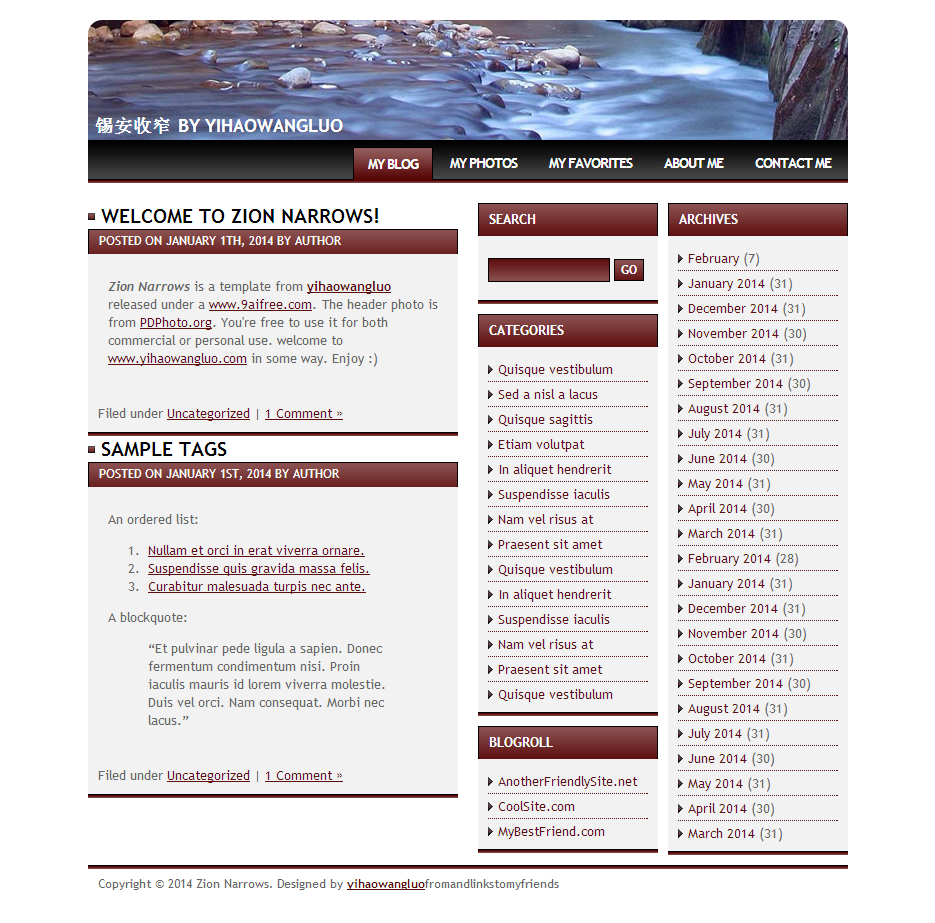 锡安收窄 BY YIHAOWANGLUO
MY BLOG MY PHOTOS MY FAVORITES ABOUT ME CONTACT ME
WELCOME TO ZION NARROWS!
POSTED ON JANUARY 1TH, 2014 BY AUTHOR
Zion Narrows is a template from yihaowangluo
released under a www.9aifree.com. The header photo is
from PDPhoto.org. You're free to use it for both
commercial or personal use. welcome to
www.yihaowangluo.com in some way. Enjoy :)
Filed under Uncategorized | 1 Comment »
SAMPLE TAGS
POSTED ON JANUARY 1ST, 2014 BY AUTHOR
An ordered list:
1. Nullam et orci in erat viverra ornare.
2. Suspendisse quis gravida massa felis.
3. Curabitur malesuada turpis nec ante.
A blockquote:
“Et pulvinar pede ligula a sapien. Donec
fermentum condimentum nisi. Proin
iaculis mauris id lorem viverra molestie.
Duis vel orci. Nam consequat. Morbi nec
lacus.”
Filed under Uncategorized | 1 Comment »
SEARCH
GO
CATEGORIES
Quisque vestibulum
Sed a nisl a lacus
Quisque sagittis
Etiam volutpat
In aliquet hendrerit
Suspendisse iaculis
Nam vel risus at
Praesent sit amet
Quisque vestibulum
In aliquet hendrerit
Suspendisse iaculis
Nam vel risus at
Praesent sit amet
Quisque vestibulum
BLOGROLL
AnotherFriendlySite.net
CoolSite.com
MyBestFriend.com
ARCHIVES
February (7)
January 2014 (31)
December 2014 (31)
November 2014 (30)
October 2014 (31)
September 2014 (30)
August 2014 (31)
July 2014 (31)
June 2014 (30)
May 2014 (31)
April 2014 (30)
March 2014 (31)
February 2014 (28)
January 2014 (31)
December 2014 (31)
November 2014 (30)
October 2014 (31)
September 2014 (30)
August 2014 (31)
July 2014 (31)
June 2014 (30)
May 2014 (31)
April 2014 (30)
March 2014 (31)
Copyright © 2014 Zion Narrows. Designed by yihaowangluofromandlinkstomyfriends